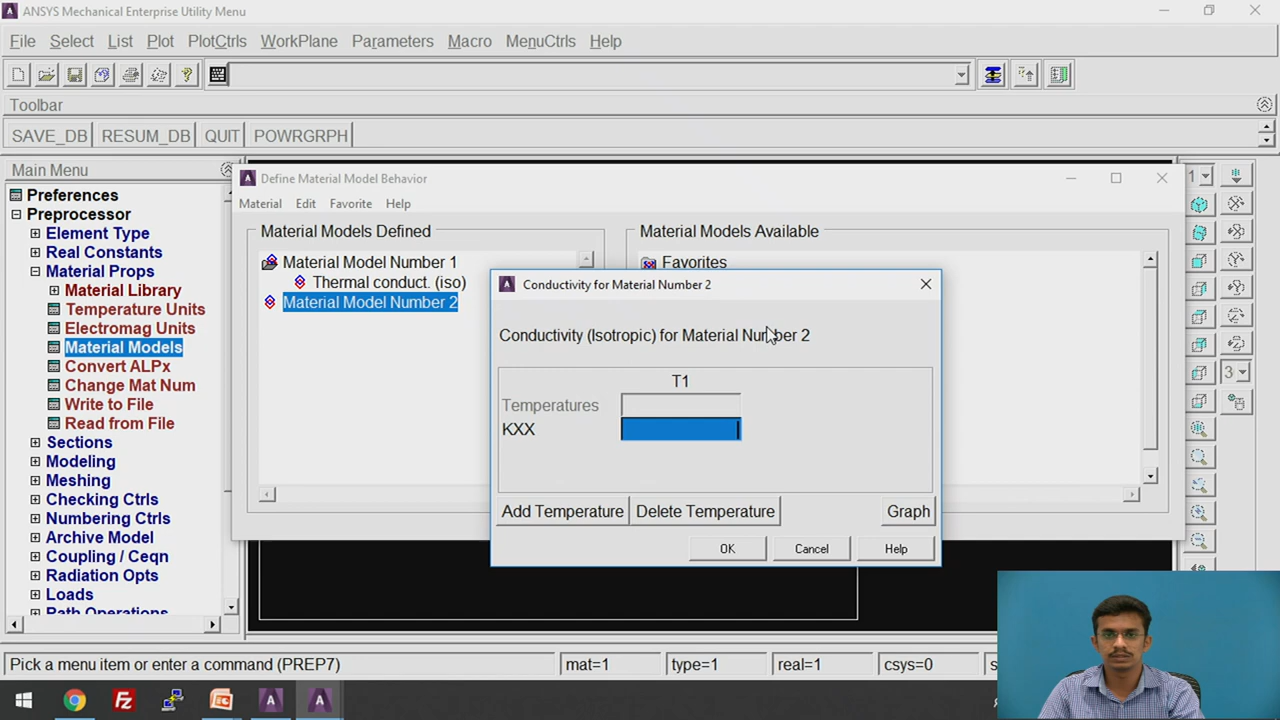 ANSYS Mechanical Enterprise Utility Menu
File Select List Plot PlotCtrls WorkPlane Parameters Macro MenuCtrls Help
Toolbar
SAVE_DB RESUM_DB QUIT POWRGRPH
Main Menu
Preferences
Preprocessor
Element Type
Real Constants
Material Props
Material Library
Temperature Units
Electromag Units
Material Models
Convert ALPx
Change Mat Num
Write to File
Read from File
Sections
Modeling
Meshing
Checking Ctrls
Numbering Ctrls
Archive Model
Coupling / Ceqn
Radiation Opts
Loads
Path Operations
Define Material Model Behavior
Material Edit Favorite Help
Material Models Defined
Material Model Number 1
Thermal conduct. (iso)
Material Model Number 2
Material Models Available
Favorites
Conductivity for Material Number 2
Conductivity (Isotropic) for Material Number 2
T1
Temperatures
KXX
Add Temperature Delete Temperature Graph
OK Cancel Help
1
3
Pick a menu item or enter a command (PREP7) mat=1 type=1 real=1 csys=0